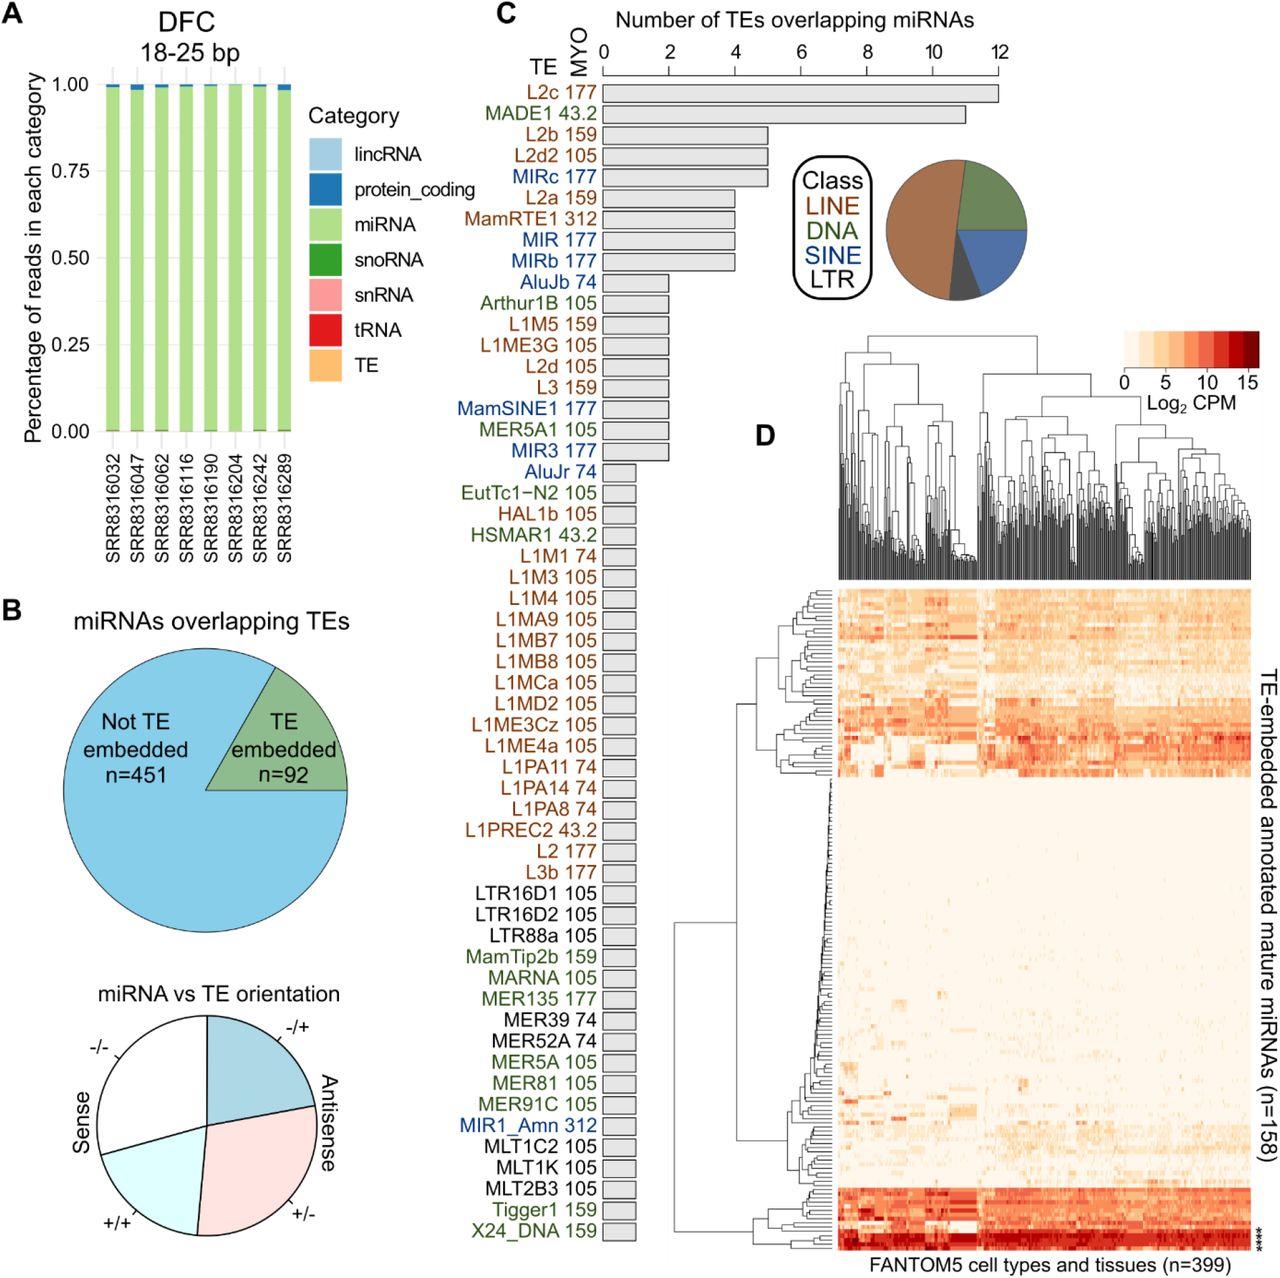 A
DFC
18-25 bp
Percentage of reads in each category
1.00
0.75
0.50
0.25
0.00
SRR8316032
SRR8316047
SRR8316062
SRR8316116
SRR8316190
SRR8316204
SRR8316242
SRR8316289
Category
lincRNA
protein_coding
miRNA
snoRNA
snRNA
tRNA
TE
B
miRNAs overlapping TEs
Not TE
embedded
n=451
TE
embedded
n=92
miRNA vs TE orientation
-/-
-/+
Sense
Antisense
+/+
+/-
C
Number of TEs overlapping miRNAs
TE MYO
0 2 4 6 8 10 12
L2c 177
MADE1 43.2
L2b 159
L2d2 105
MIRc 177
L2a 159
MamRTE1 312
MIR 177
MIRb 177
AluJb 74
Arthur1B 105
L1M5 159
L1ME3G 105
L2d 105
L3 159
MamSINE1 177
MER5A1 105
MIR3 177
AluJr 74
EutTc1−N2 105
HAL1b 105
HSMAR1 43.2
L1M1 74
L1M3 105
L1M4 105
L1MA9 105
L1MB7 105
L1MB8 105
L1MCa 105
L1MD2 105
L1ME3Cz 105
L1ME4a 105
L1PA11 74
L1PA14 74
L1PA8 74
L1PREC2 43.2
L2 177
L3b 177
LTR16D1 105
LTR16D2 105
LTR88a 105
MamTip2b 159
MARNA 105
MER135 177
MER39 74
MER52A 74
MER5A 105
MER81 105
MER91C 105
MIR1_Amn 312
MLT1C2 105
MLT1K 105
MLT2B3 105
Tigger1 159
X24_DNA 159
Class
LINE
DNA
SINE
LTR
D
0 5 10 15
Log2 CPM
TE-embedded annotated mature miRNAs (n=158)
****
FANTOM5 cell types and tissues (n=399)